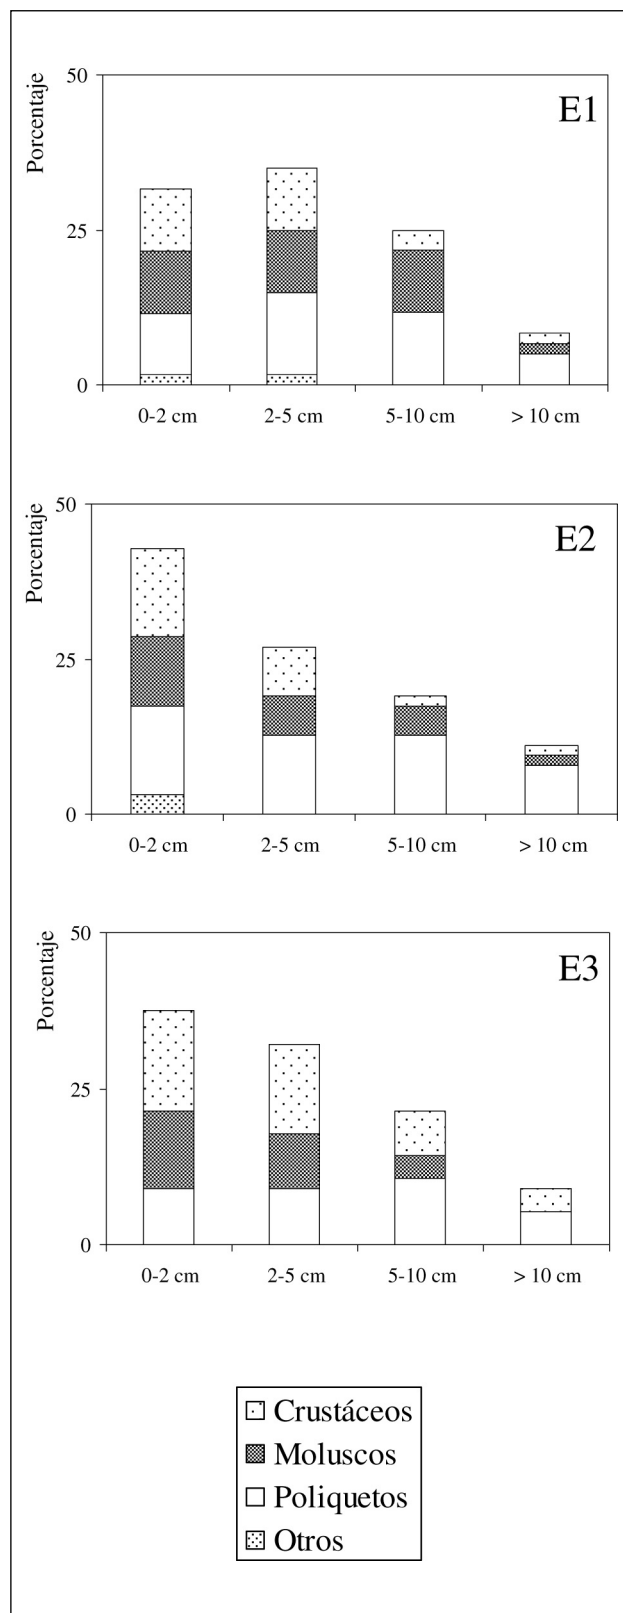 50
Porcentaje
E1
25
0
0-2 cm 2-5 cm 5-10 cm > 10 cm
50
Porcentaje
E2
25
0
0-2 cm 2-5 cm 5-10 cm > 10 cm
50
Porcentaje
E3
25
0
0-2 cm 2-5 cm 5-10 cm > 10 cm
Crustáceos
Moluscos
Poliquetos
Otros